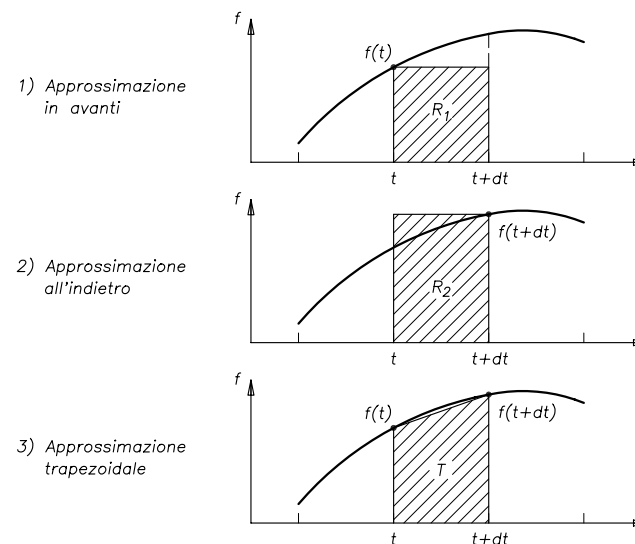 f
f(t)
1) Approssimazione
in avanti
R1
t
t+dt
f
f(t+dt)
2) Approssimazione
all'indietro
R2
t
t+dt
f
f(t)
f(t+dt)
3) Approssimazione
trapezoidale
T
t
t+dt